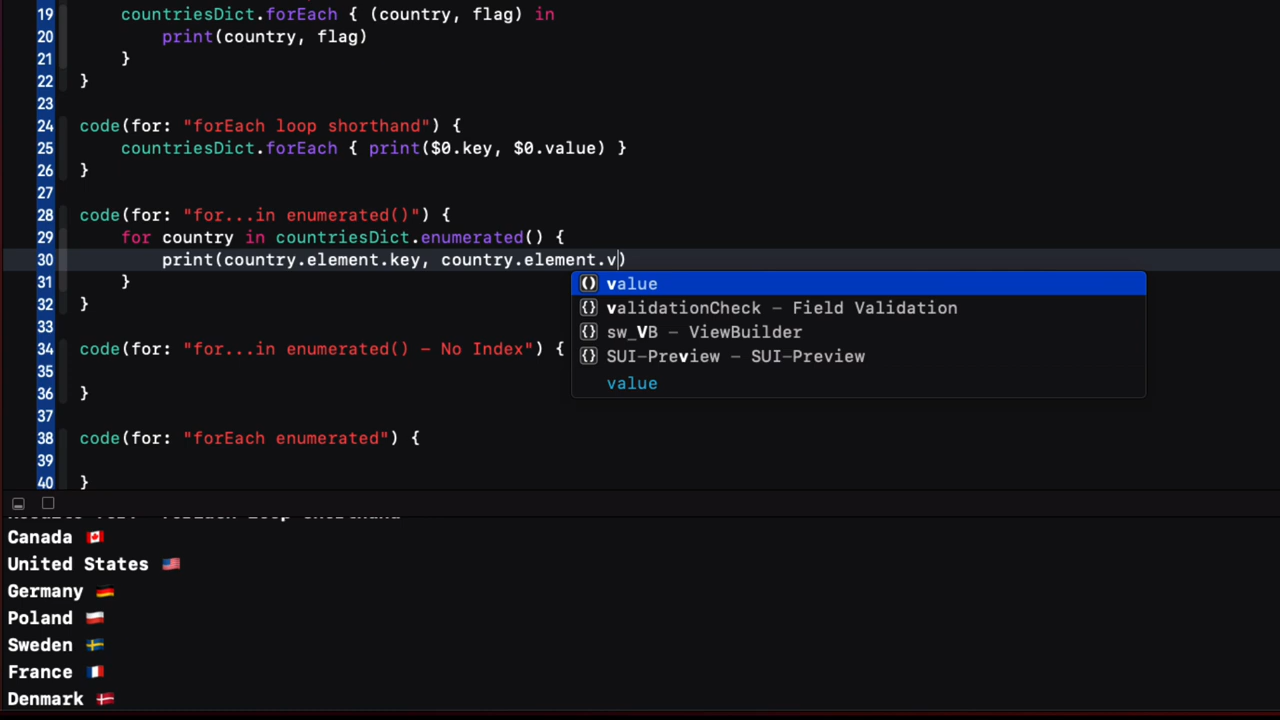 19 countriesDict.forEach { (country, flag) in
20 print(country, flag)
21 }
22 }
23
24 code(for: "forEach loop shorthand") {
25 countriesDict.forEach { print($0.key, $0.value) }
26 }
27
28 code(for: "for...in enumerated()") {
29 for country in countriesDict.enumerated() {
30 print(country.element.key, country.element.v)
value
31 }
validationCheck – Field Validation
32 }
sw_VB – ViewBuilder
33
34 code(for: "for...in enumerated() – No Index") {
SUI-Preview – SUI-Preview
35
value
36 }
37
38 code(for: "forEach enumerated") {
39
40 }
Canada 🇨🇦
United States 🇺🇸
Germany 🇩🇪
Poland 🇵🇱
Sweden 🇸🇪
France 🇫🇷
Denmark 🇩🇰